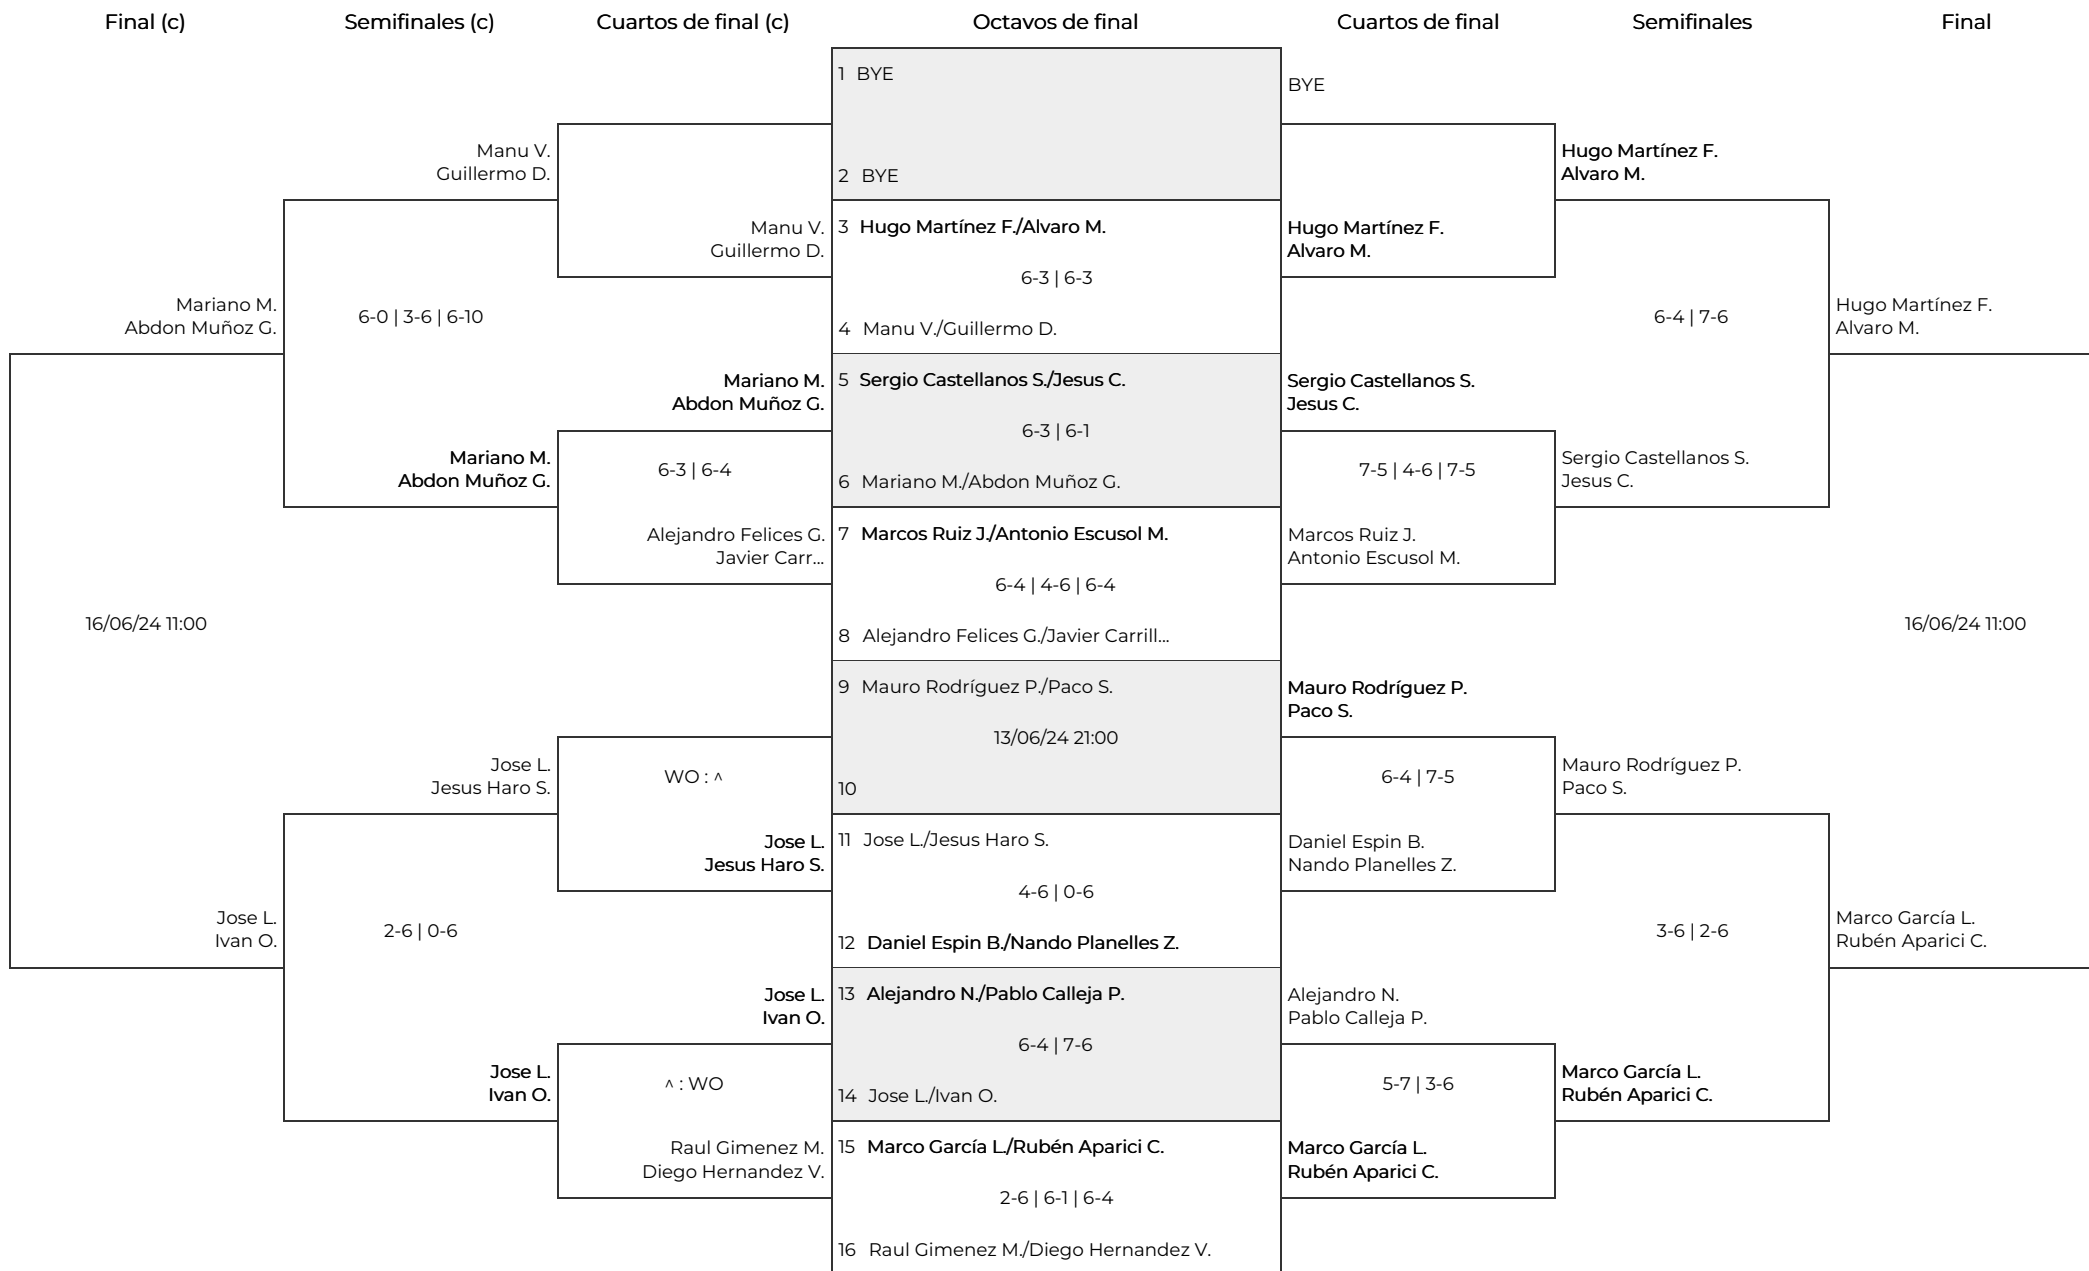 Final (c)
Semifinales (c)
Cuartos de final (c)
Octavos de final
Cuartos de final
Semifinales
Final
Mariano M.
Abdon Muñoz G.
16/06/24 11:00
Jose L.
Ivan O.
Manu V.
Guillermo D.
6-0 | 3-6 | 6-10
Mariano M.
Abdon Muñoz G.
Jose L.
Jesus Haro S.
2-6 | 0-6
Jose L.
Ivan O.
Manu V.
Guillermo D.
Mariano M.
Abdon Muñoz G.
6-3 | 6-4
Alejandro Felices G.
Javier Carr...
WO : ^
Jose L.
Jesus Haro S.
Jose L.
Ivan O.
^ : WO
Raul Gimenez M.
Diego Hernandez V.
1 BYE
2 BYE
3 Hugo Martínez F./Alvaro M.
6-3 | 6-3
4 Manu V./Guillermo D.
5 Sergio Castellanos S./Jesus C.
6-3 | 6-1
6 Mariano M./Abdon Muñoz G.
7 Marcos Ruiz J./Antonio Escusol M.
6-4 | 4-6 | 6-4
8 Alejandro Felices G./Javier Carrill...
9 Mauro Rodríguez P./Paco S.
13/06/24 21:00
10
11 Jose L./Jesus Haro S.
4-6 | 0-6
12 Daniel Espin B./Nando Planelles Z.
13 Alejandro N./Pablo Calleja P.
6-4 | 7-6
14 Jose L./Ivan O.
15 Marco García L./Rubén Aparici C.
2-6 | 6-1 | 6-4
16 Raul Gimenez M./Diego Hernandez V.
BYE
Hugo Martínez F.
Alvaro M.
Sergio Castellanos S.
Jesus C.
7-5 | 4-6 | 7-5
Marcos Ruiz J.
Antonio Escusol M.
Mauro Rodríguez P.
Paco S.
6-4 | 7-5
Daniel Espin B.
Nando Planelles Z.
Alejandro N.
Pablo Calleja P.
5-7 | 3-6
Marco García L.
Rubén Aparici C.
Hugo Martínez F.
Alvaro M.
6-4 | 7-6
Sergio Castellanos S.
Jesus C.
Mauro Rodríguez P.
Paco S.
3-6 | 2-6
Marco García L.
Rubén Aparici C.
Hugo Martínez F.
Alvaro M.
16/06/24 11:00
Marco García L.
Rubén Aparici C.